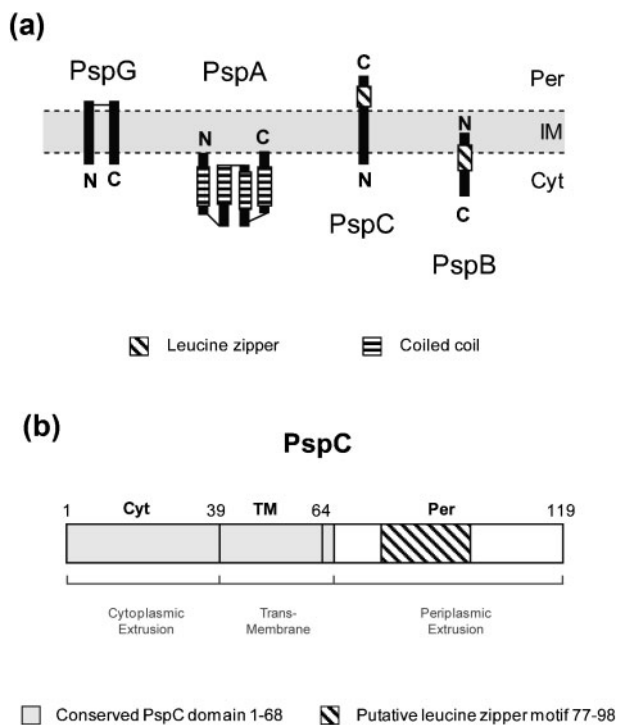 (a)
PspG PspA C Per
N C N IM
N C N Cyt
PspC C
PspB
Leucine zipper Coiled coil
(b)
PspC
1 Cyt 39 TM 64 Per 119
Cytoplasmic Trans- Periplasmic
Extrusion Membrane Extrusion
Conserved PspC domain 1-68 Putative leucine zipper motif 77-98